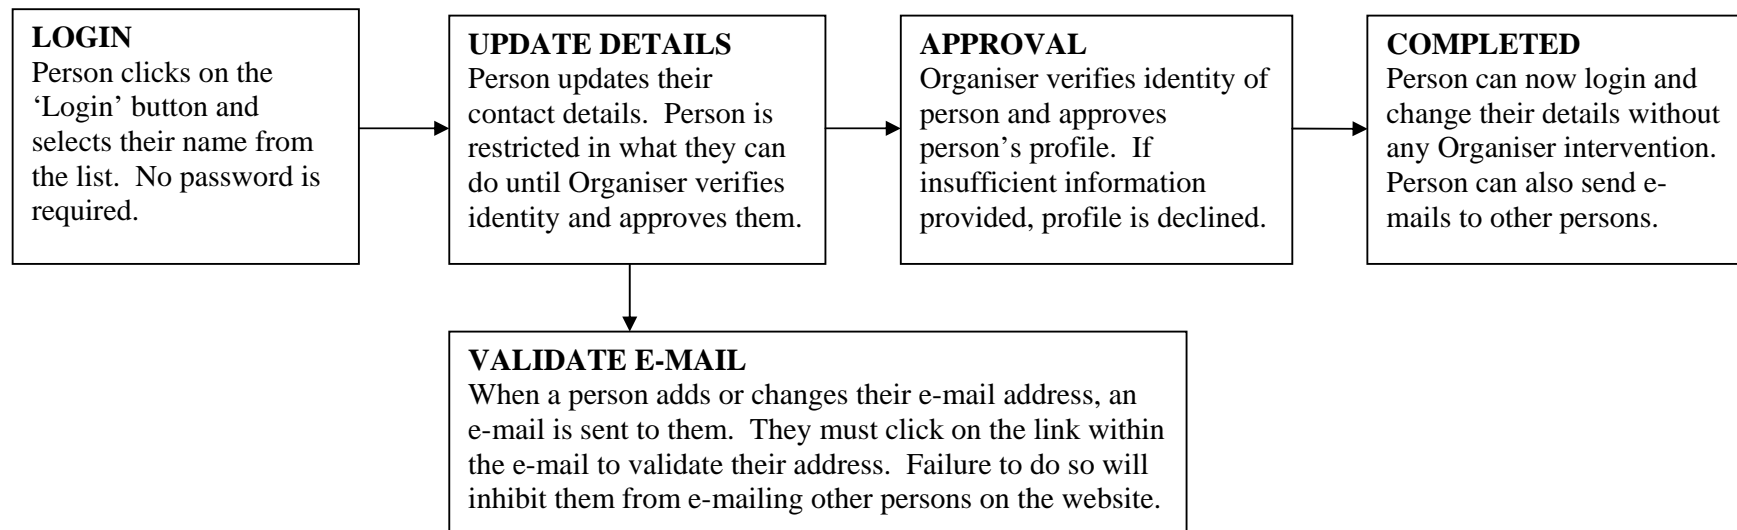 LOGIN
Person clicks on the
‘Login’ button and
selects their name from
the list.  No password is
required.
UPDATE DETAILS
Person updates their
contact details.  Person is
restricted in what they can
do until Organiser verifies
identity and approves them.
APPROVAL
Organiser verifies identity of
person and approves
person’s profile.  If
insufficient information
provided, profile is declined.
COMPLETED
Person can now login and
change their details without
any Organiser intervention.
Person can also send e-
mails to other persons.
VALIDATE E-MAIL
When a person adds or changes their e-mail address, an
e-mail is sent to them.  They must click on the link within
the e-mail to validate their address.  Failure to do so will
inhibit them from e-mailing other persons on the website.